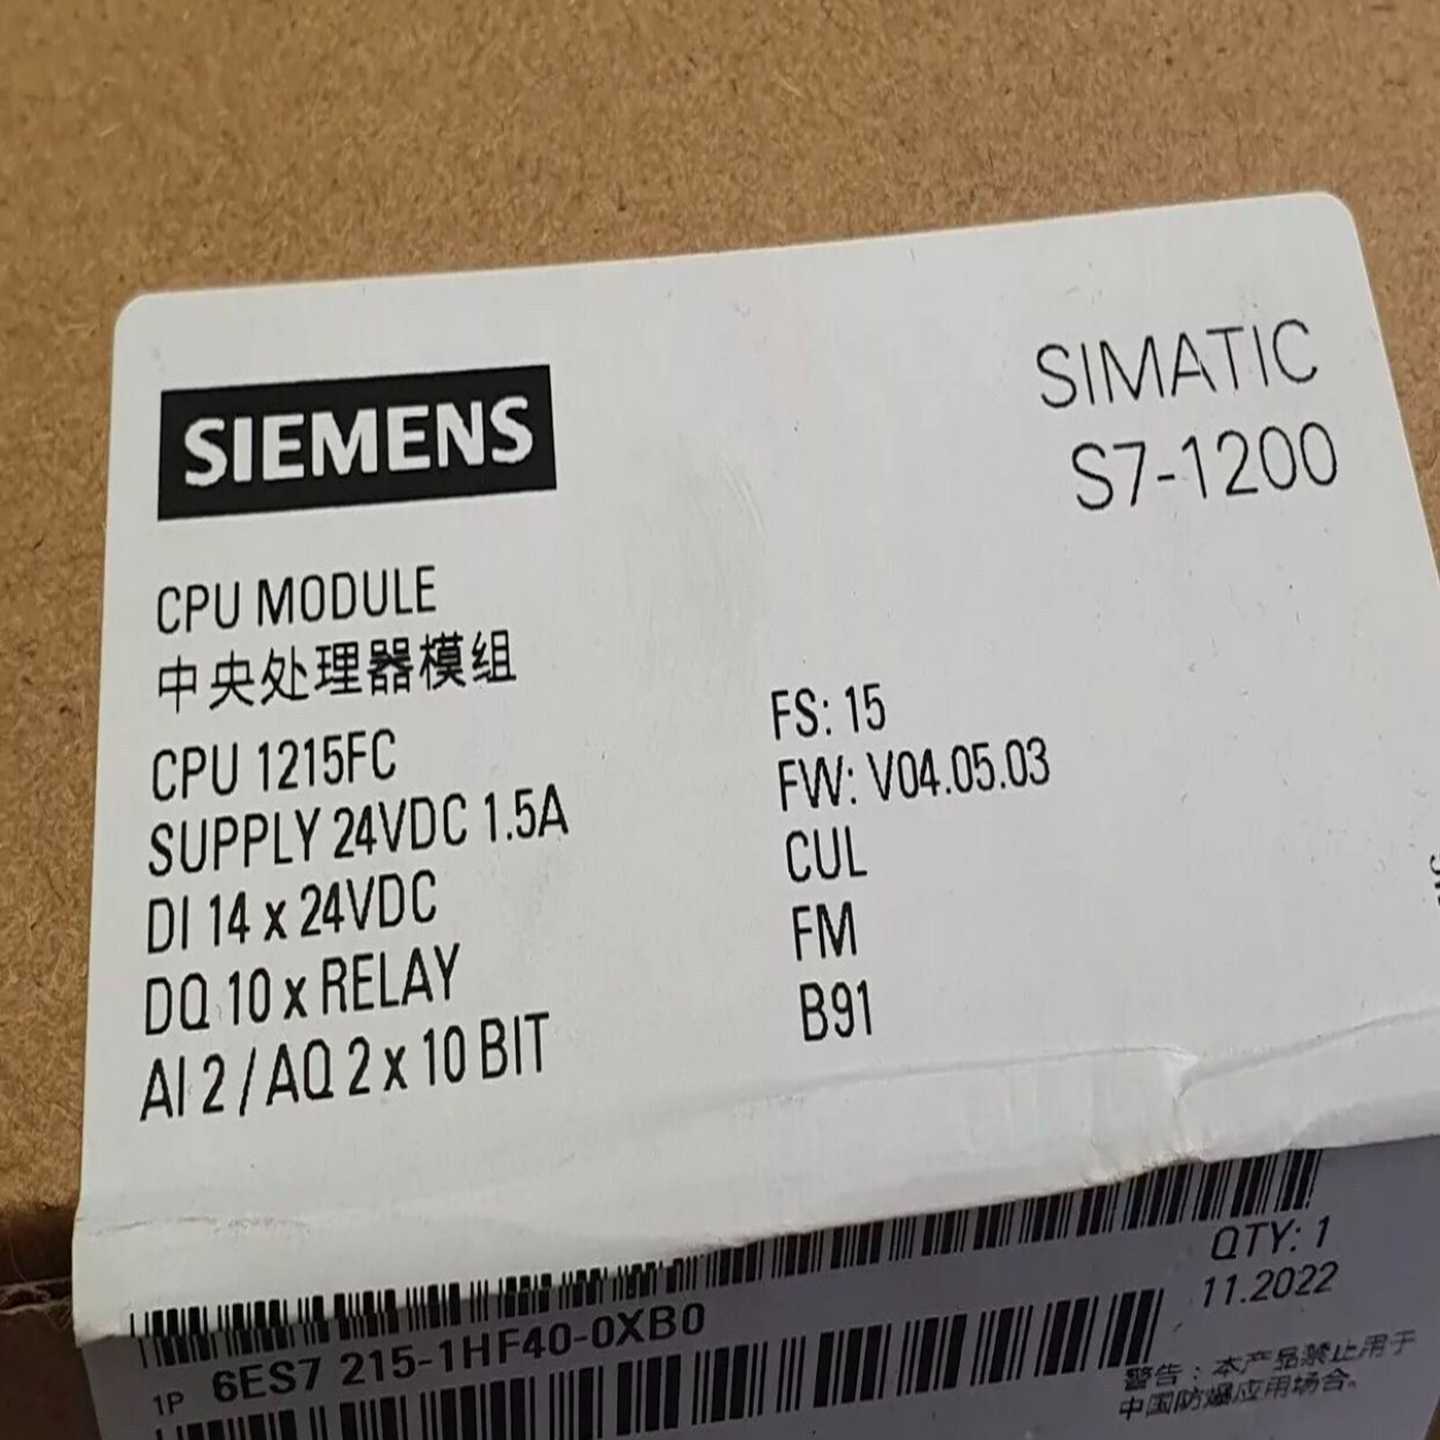 SIEMENS
SIMATIC
S7-1200
CPU MODULE
中央处理器模组
CPU 1215FC
SUPPLY 24VDC 1.5A
DI 14 x 24VDC
DQ 10 x RELAY
AI 2 / AQ 2 x 10 BIT
FS: 15
FW: V04.05.03
CUL
FM
B91
QTY: 1
11.2022
1P 6ES7 215-1HF40-0XB0
警告：本产品禁止用于
中国防爆应用场合。